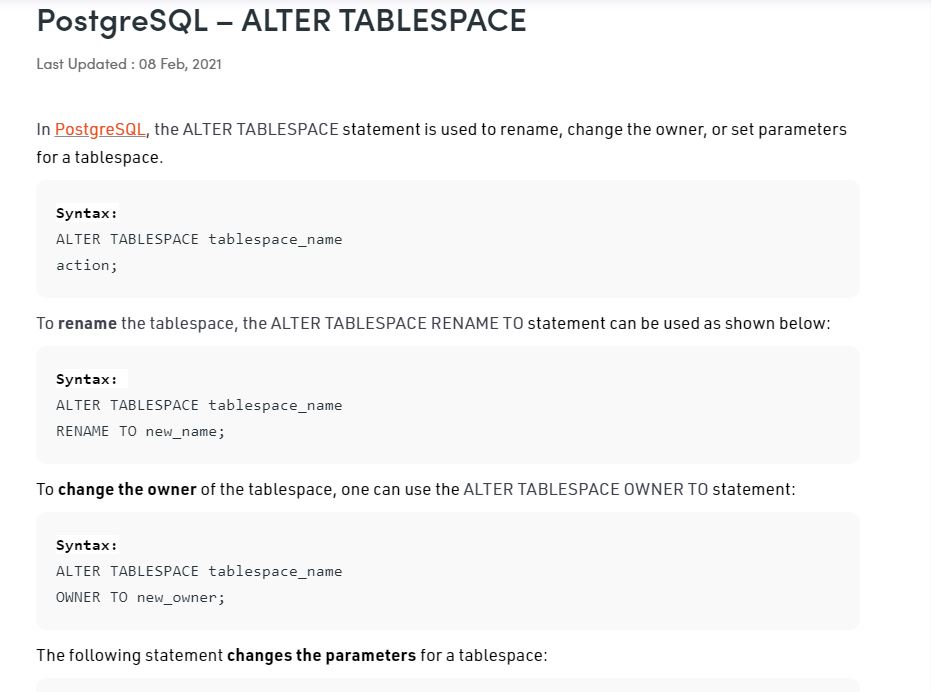 PostgreSQL – ALTER TABLESPACE
Last Updated : 08 Feb, 2021
In PostgreSQL, the ALTER TABLESPACE statement is used to rename, change the owner, or set parameters
for a tablespace.
Syntax:
ALTER TABLESPACE tablespace_name
action;
To rename the tablespace, the ALTER TABLESPACE RENAME TO statement can be used as shown below:
Syntax:
ALTER TABLESPACE tablespace_name
RENAME TO new_name;
To change the owner of the tablespace, one can use the ALTER TABLESPACE OWNER TO statement:
Syntax:
ALTER TABLESPACE tablespace_name
OWNER TO new_owner;
The following statement changes the parameters for a tablespace: